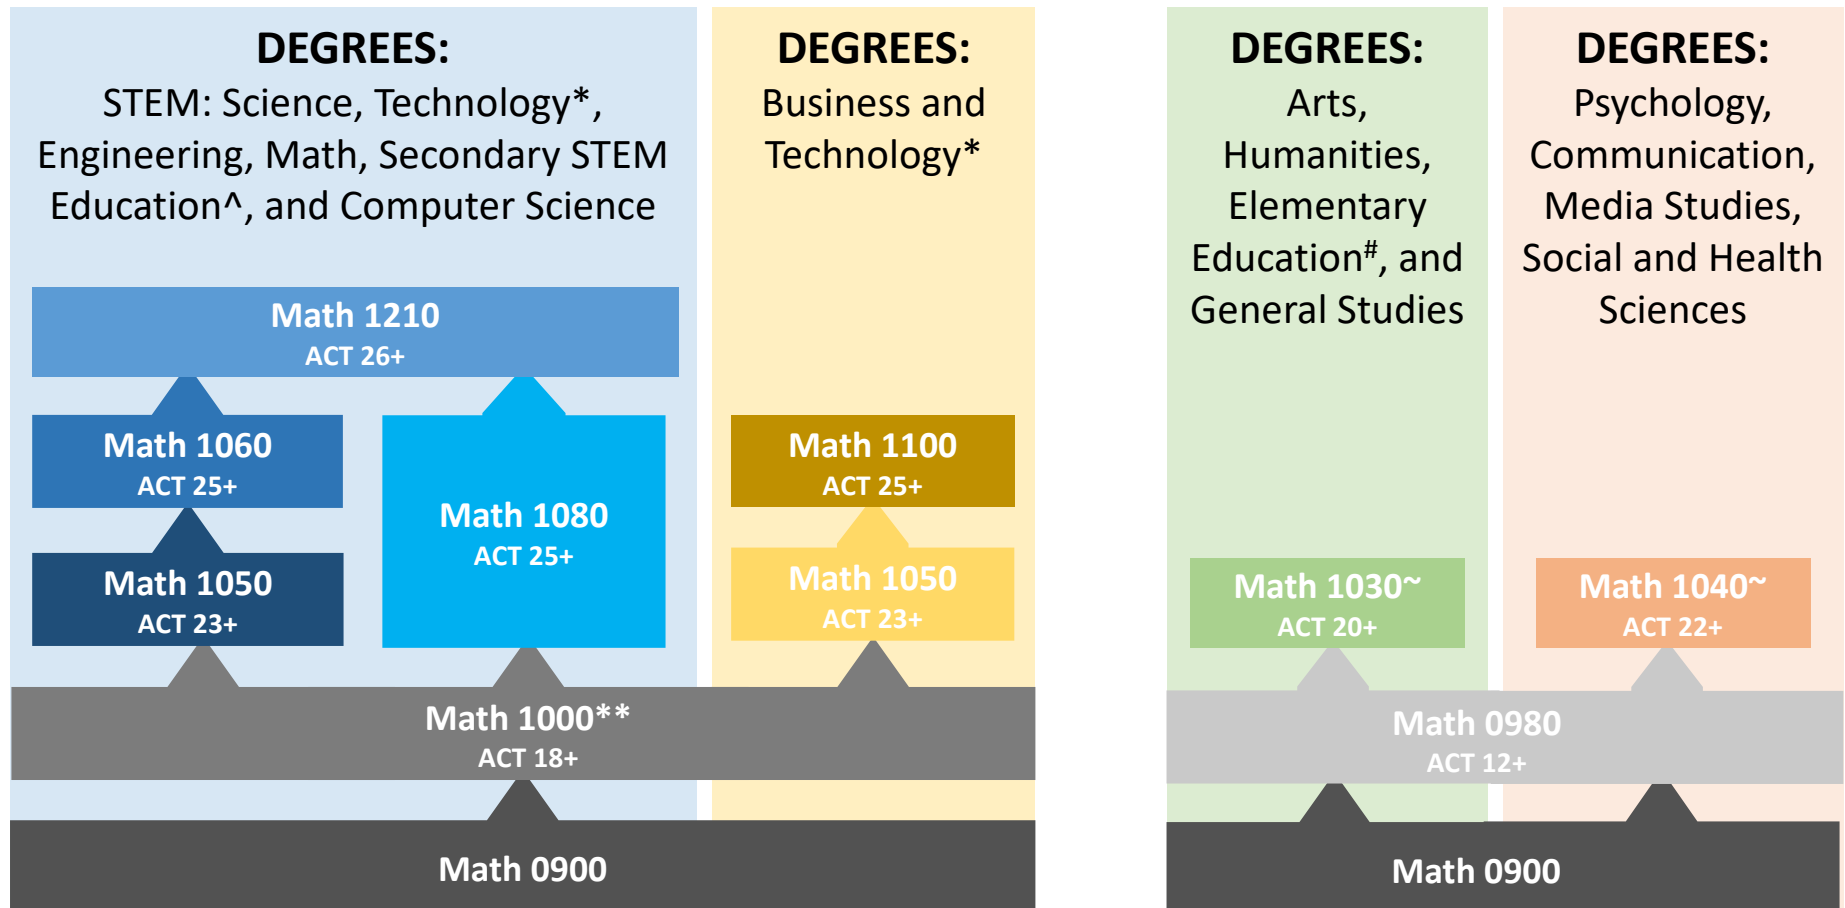 DEGREES:
STEM: Science, Technology*,
Engineering, Math, Secondary STEM
Education^, and Computer Science
Math 1210
ACT 26+
Math 1060
ACT 25+
Math 1050
ACT 23+
Math 1080
ACT 25+
DEGREES:
Business and
Technology*
Math 1100
ACT 25+
Math 1050
ACT 23+
Math 1000**
ACT 18+
Math 0900
DEGREES:
Arts,
Humanities,
Elementary
Education#, and
General Studies
Math 1030~
ACT 20+
DEGREES:
Psychology,
Communication,
Media Studies,
Social and Health
Sciences
Math 1040~
ACT 22+
Math 0980
ACT 12+
Math 0900